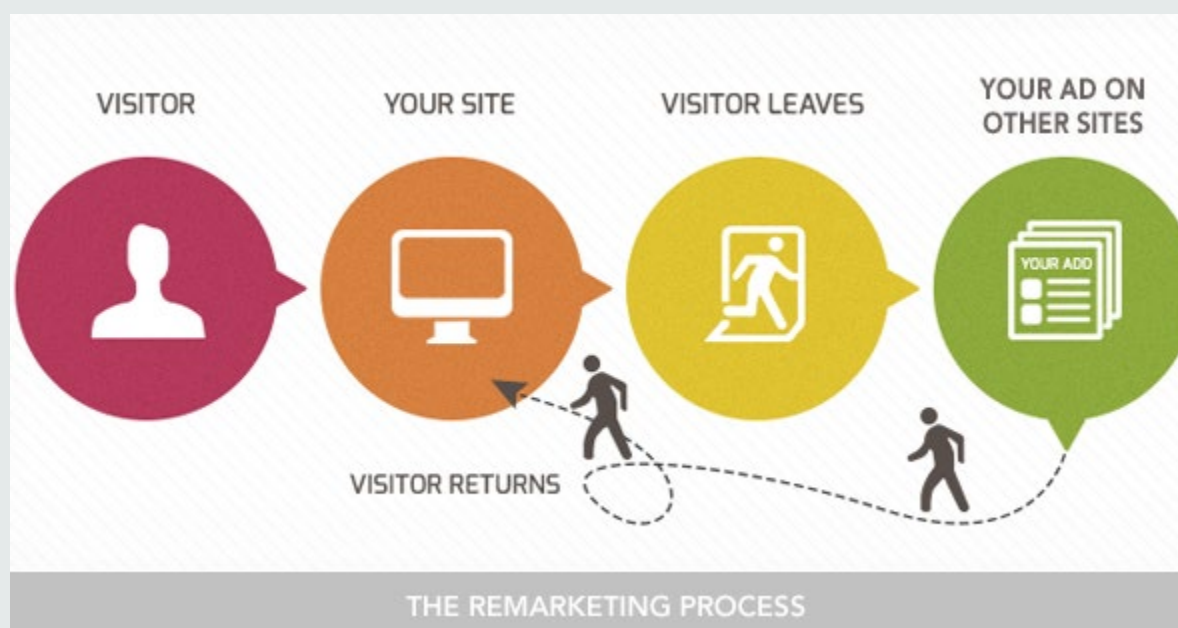 VISITOR
YOUR SITE
VISITOR LEAVES
YOUR AD ON
OTHER SITES
YOUR ADD
VISITOR RETURNS
THE REMARKETING PROCESS